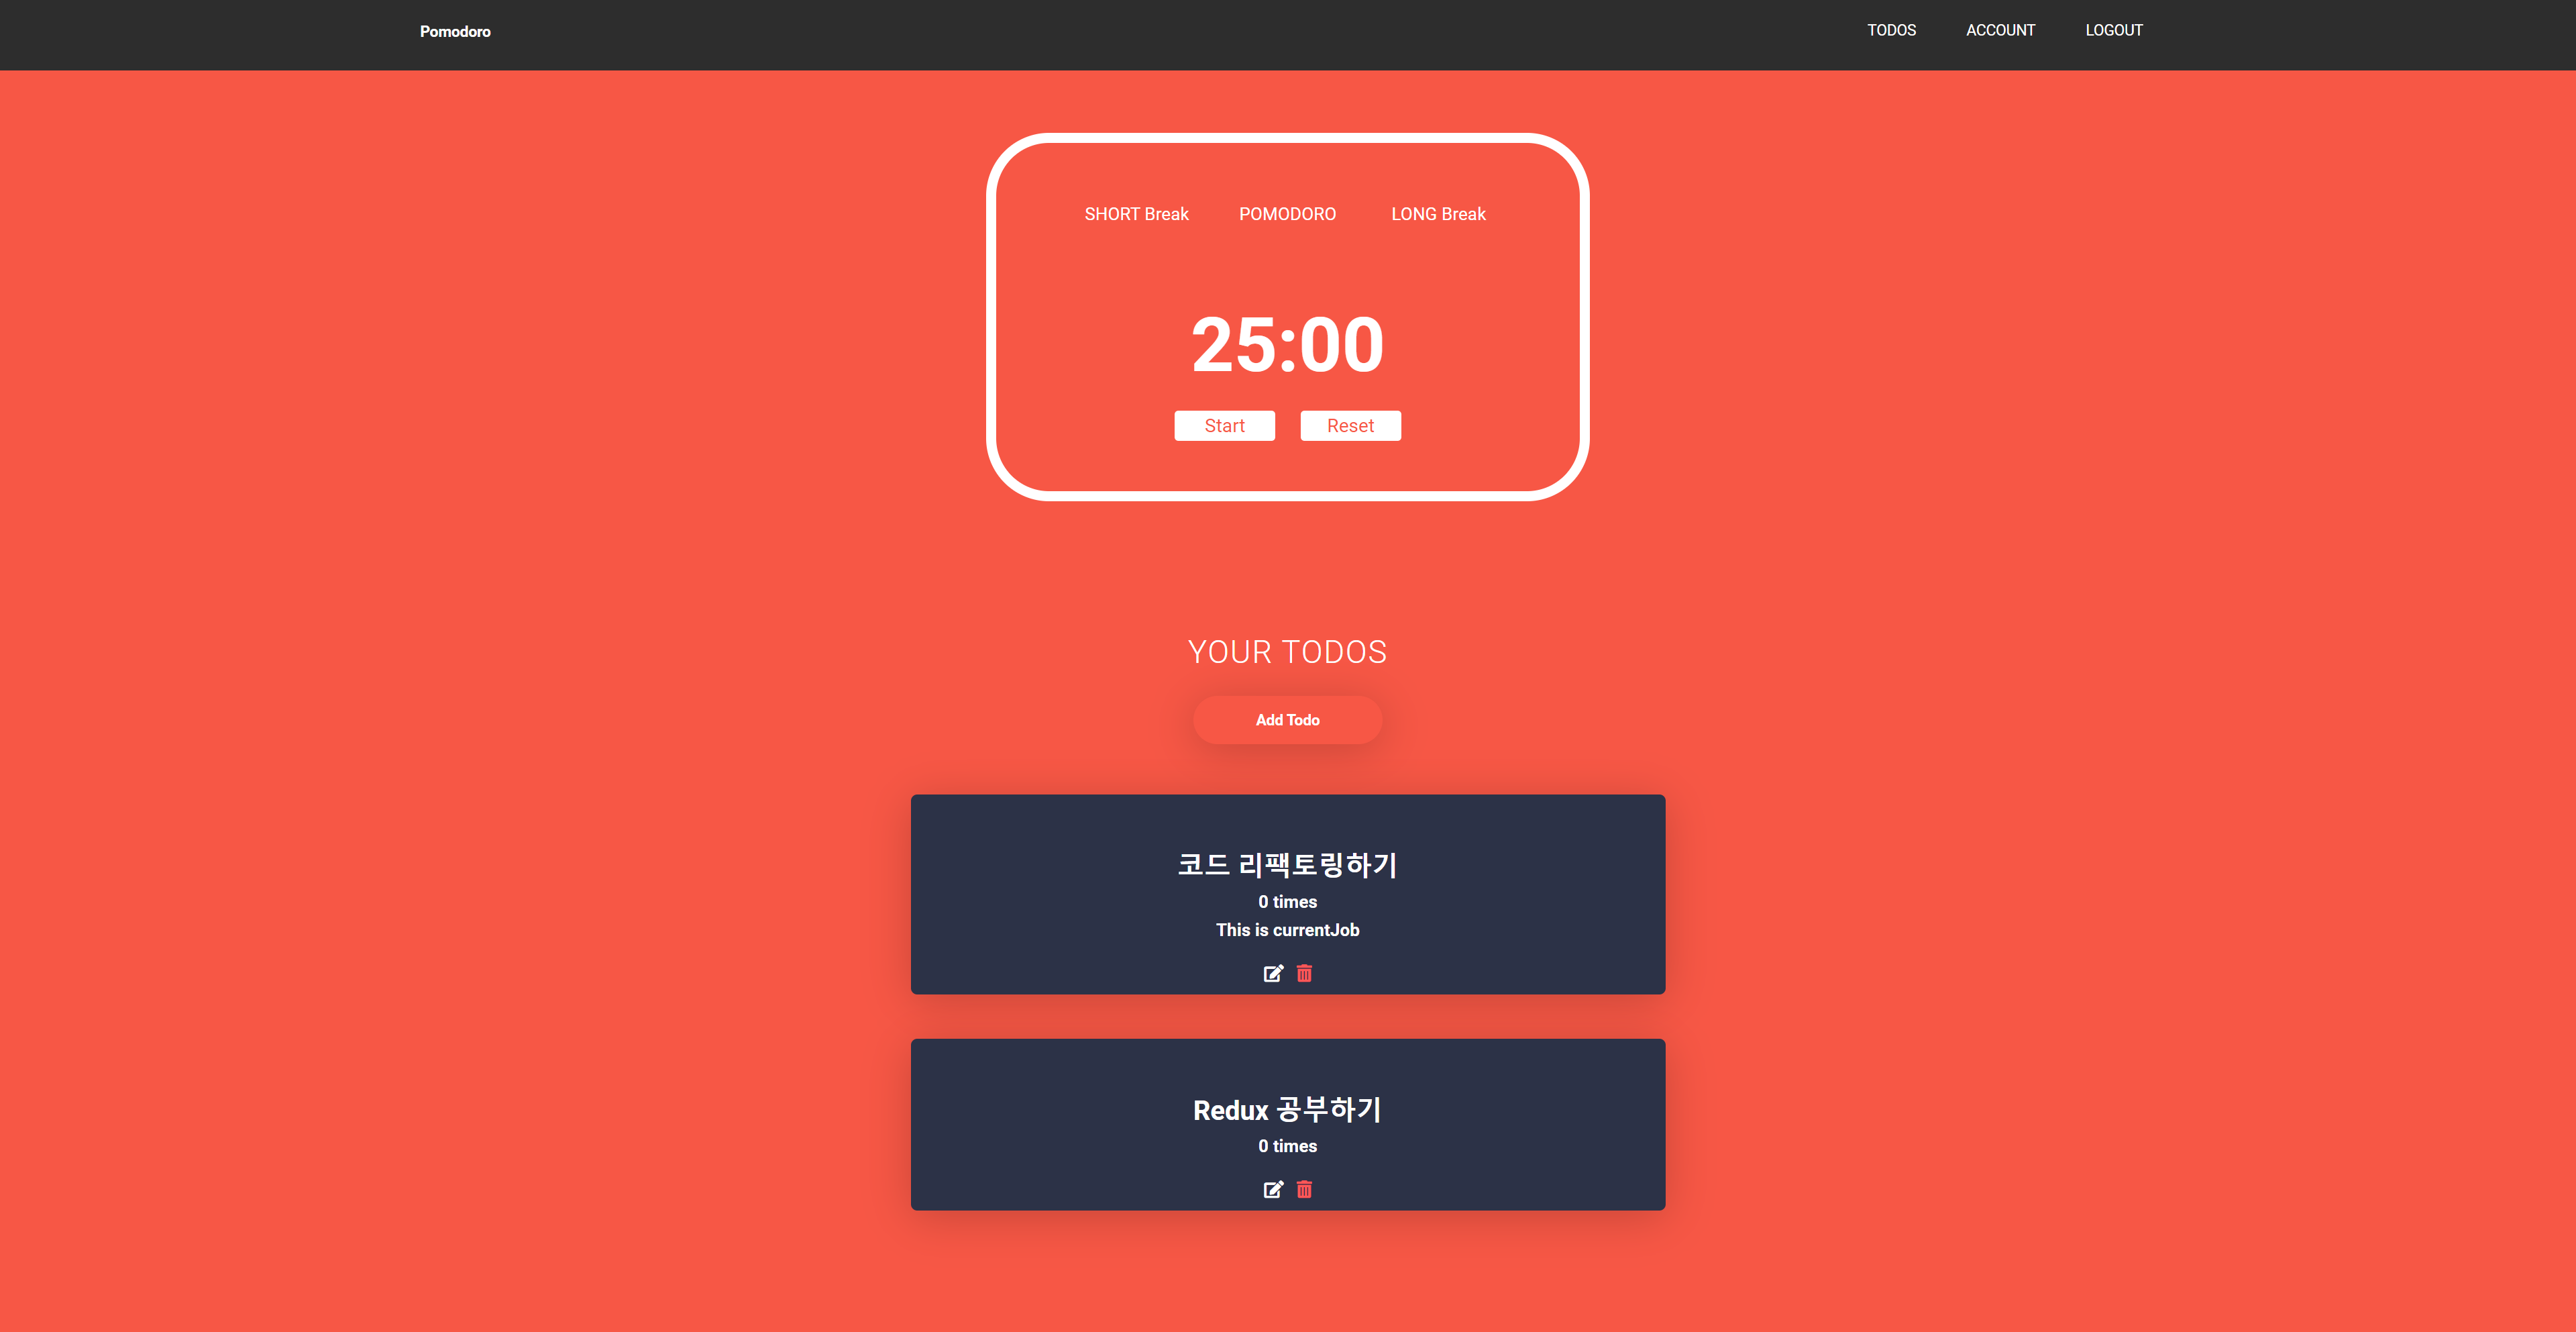 Pomodoro TODOS ACCOUNT LOGOUT
SHORT Break POMODORO LONG Break
25:00
Start Reset
YOUR TODOS
Add Todo
코드 리팩토링하기
0 times
This is currentJob
Redux 공부하기
0 times